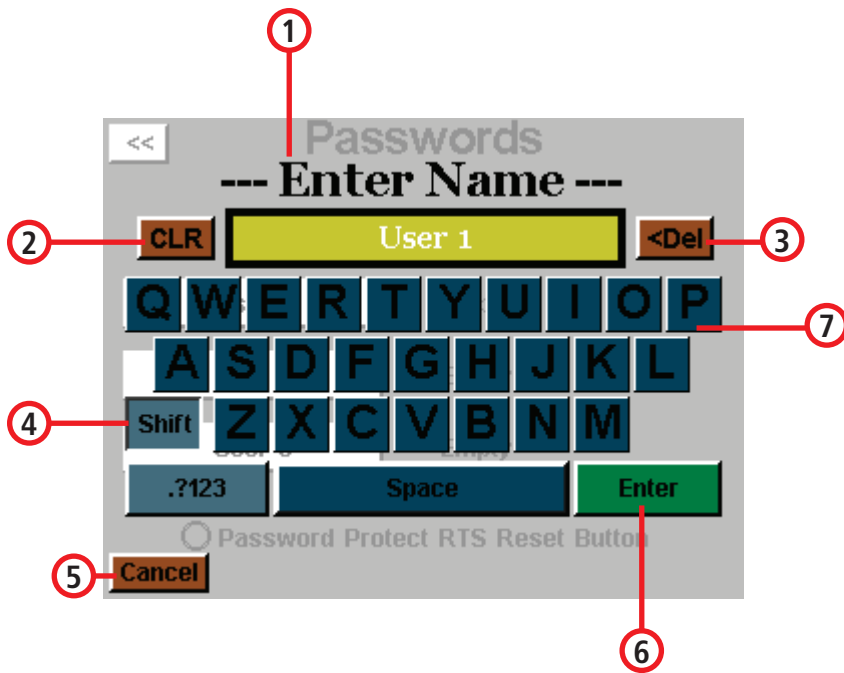 1
<< Passwords
--- Enter Name ---
2 CLR User 1 <Del 3
Q W E R T Y U I O P 7
A S D F G H J K L
4 Shift Z X C V B N M
Empty
.?123 Space Enter
Password Protect RTS Reset Button
5 Cancel
6